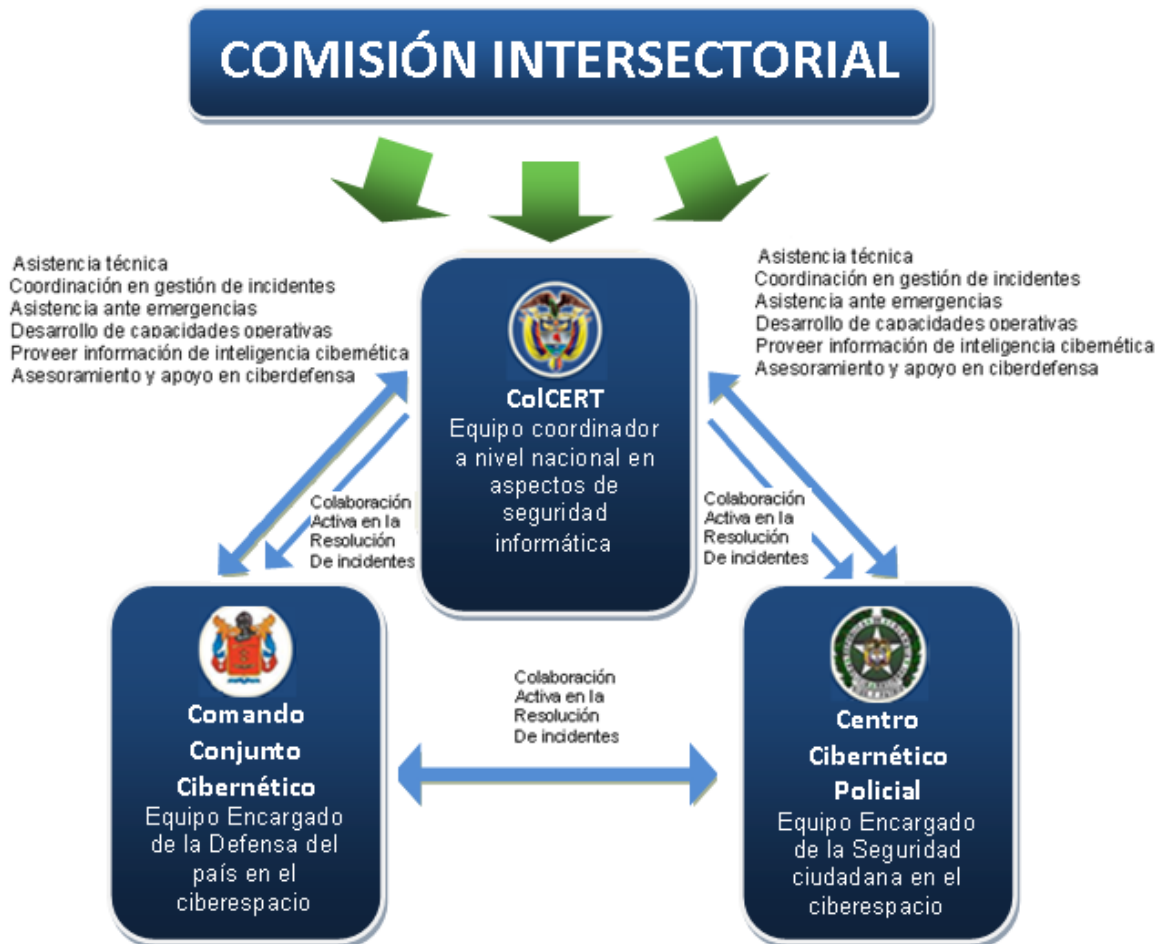 COMISIÓN INTERSECTORIAL
Asistencia técnica
Coordinación en gestión de incidentes
Asistencia ante emergencias
Desarrollo de capacidades operativas
Proveer información de inteligencia cibernética
Asesoramiento y apoyo en ciberdefensa
Asistencia técnica
Coordinación en gestión de incidentes
Asistencia ante emergencias
Desarrollo de capacidades operativas
Proveer información de inteligencia cibernética
Asesoramiento y apoyo en ciberdefensa
ColCERT
Equipo coordinador
a nivel nacional en
aspectos de
seguridad
informática
Colaboración
Activa en la
Resolución
De incidentes
Colaboración
Activa en la
Resolución
De incidentes
Comando
Conjunto
Cibernético
Equipo Encargado
de la Defensa del
país en el
ciberespacio
Colaboración
Activa en la
Resolución
De incidentes
Centro
Cibernético
Policial
Equipo Encargado
de la Seguridad
ciudadana en el
ciberespacio